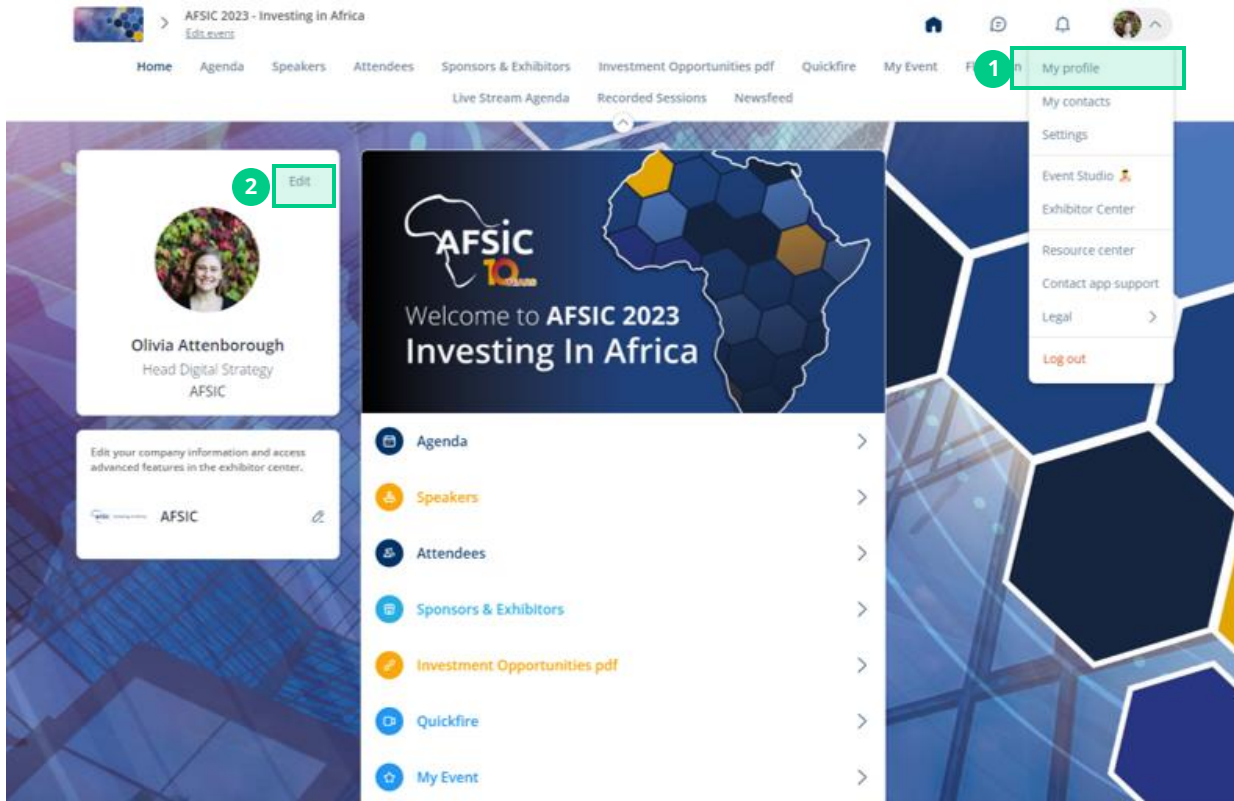 AFSIC 2023 - Investing in Africa
Edit event
Home Agenda Speakers Attendees Sponsors & Exhibitors Investment Opportunities pdf Quickfire My Event
Live Stream Agenda Recorded Sessions Newsfeed
1 My profile
My contacts
Settings
Event Studio
Exhibitor Center
Resource center
Contact app support
Legal
Log out
2 Edit
Olivia Attenborough
Head Digital Strategy
AFSIC
Edit your company information and access
advanced features in the exhibitor center.
AFSIC
AFSiC
10 YEARS
Welcome to AFSIC 2023
Investing In Africa
Agenda
Speakers
Attendees
Sponsors & Exhibitors
Investment Opportunities pdf
Quickfire
My Event